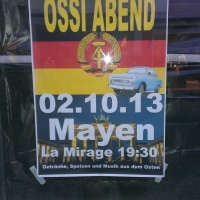 OSSI ABEND
02.10.13
Mayen
La Mirage 19:30
Getränke, Speisen und Musik aus dem Osten